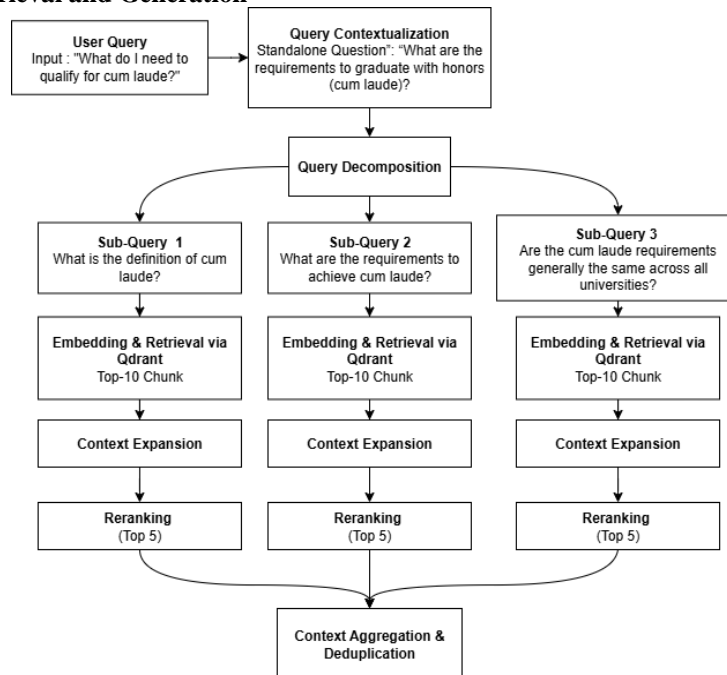 rieval and Generation
User Query
Input : "What do I need to
qualify for cum laude?"
Query Contextualization
Standalone Question”: “What are the
requirements to graduate with honors
(cum laude)?
Query Decomposition
Sub-Query 1
What is the definition of cum
laude?
Sub-Query 2
What are the requirements to
achieve cum laude?
Sub-Query 3
Are the cum laude requirements
generally the same across all
universities?
Embedding & Retrieval via
Qdrant
Top-10 Chunk
Embedding & Retrieval via
Qdrant
Top-10 Chunk
Embedding & Retrieval via
Qdrant
Top-10 Chunk
Context Expansion
Context Expansion
Context Expansion
Reranking
(Top 5)
Reranking
(Top 5)
Reranking
(Top 5)
Context Aggregation &
Deduplication